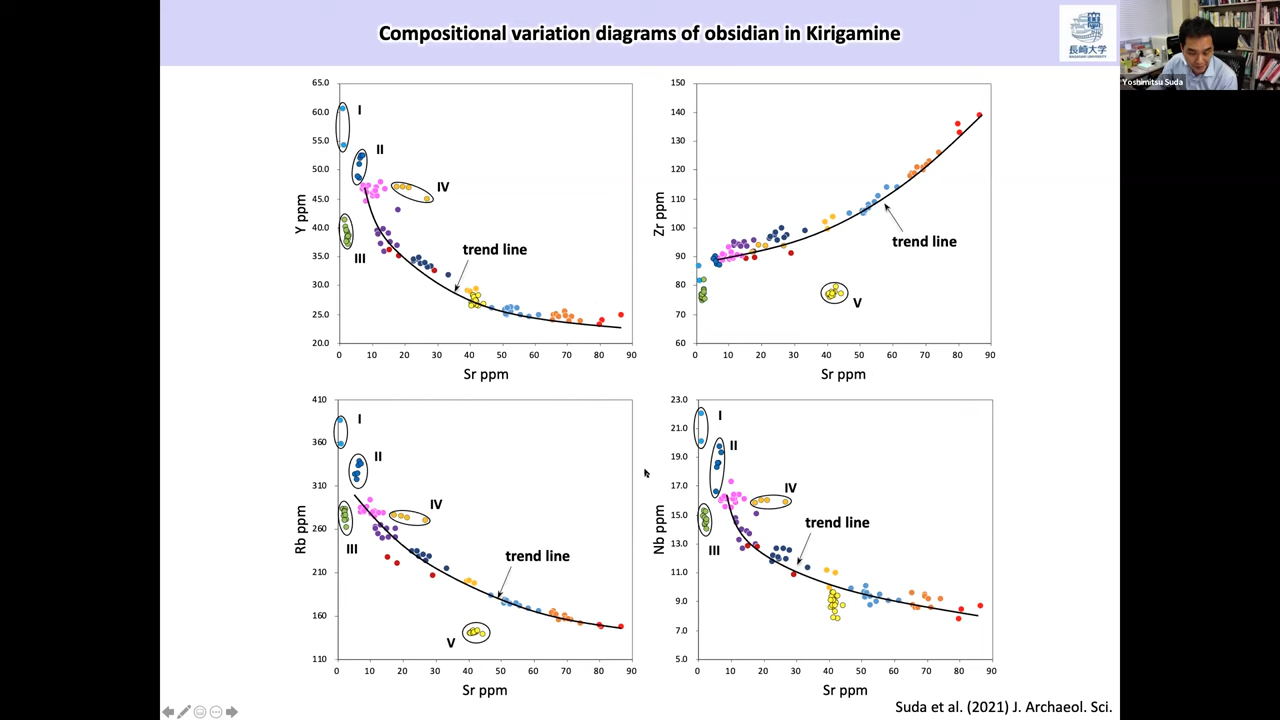 Compositional variation diagrams of obsidian in Kirigamine
長崎大学
NAGASAKI UNIVERSITY
Yoshimitsu Suda
65.0
60.0
55.0
50.0
45.0
40.0
35.0
30.0
25.0
20.0
Y ppm
I
II
IV
III
trend line
0 10 20 30 40 50 60 70 80 90
Sr ppm
150
140
130
120
110
100
90
80
70
60
Zr ppm
trend line
V
0 10 20 30 40 50 60 70 80 90
Sr ppm
410
360
310
260
210
160
110
Rb ppm
I
II
IV
III
trend line
V
0 10 20 30 40 50 60 70 80 90
Sr ppm
23.0
21.0
19.0
17.0
15.0
13.0
11.0
9.0
7.0
5.0
Nb ppm
I
II
IV
III
trend line
0 10 20 30 40 50 60 70 80 90
Sr ppm
Suda et al. (2021) J. Archaeol. Sci.